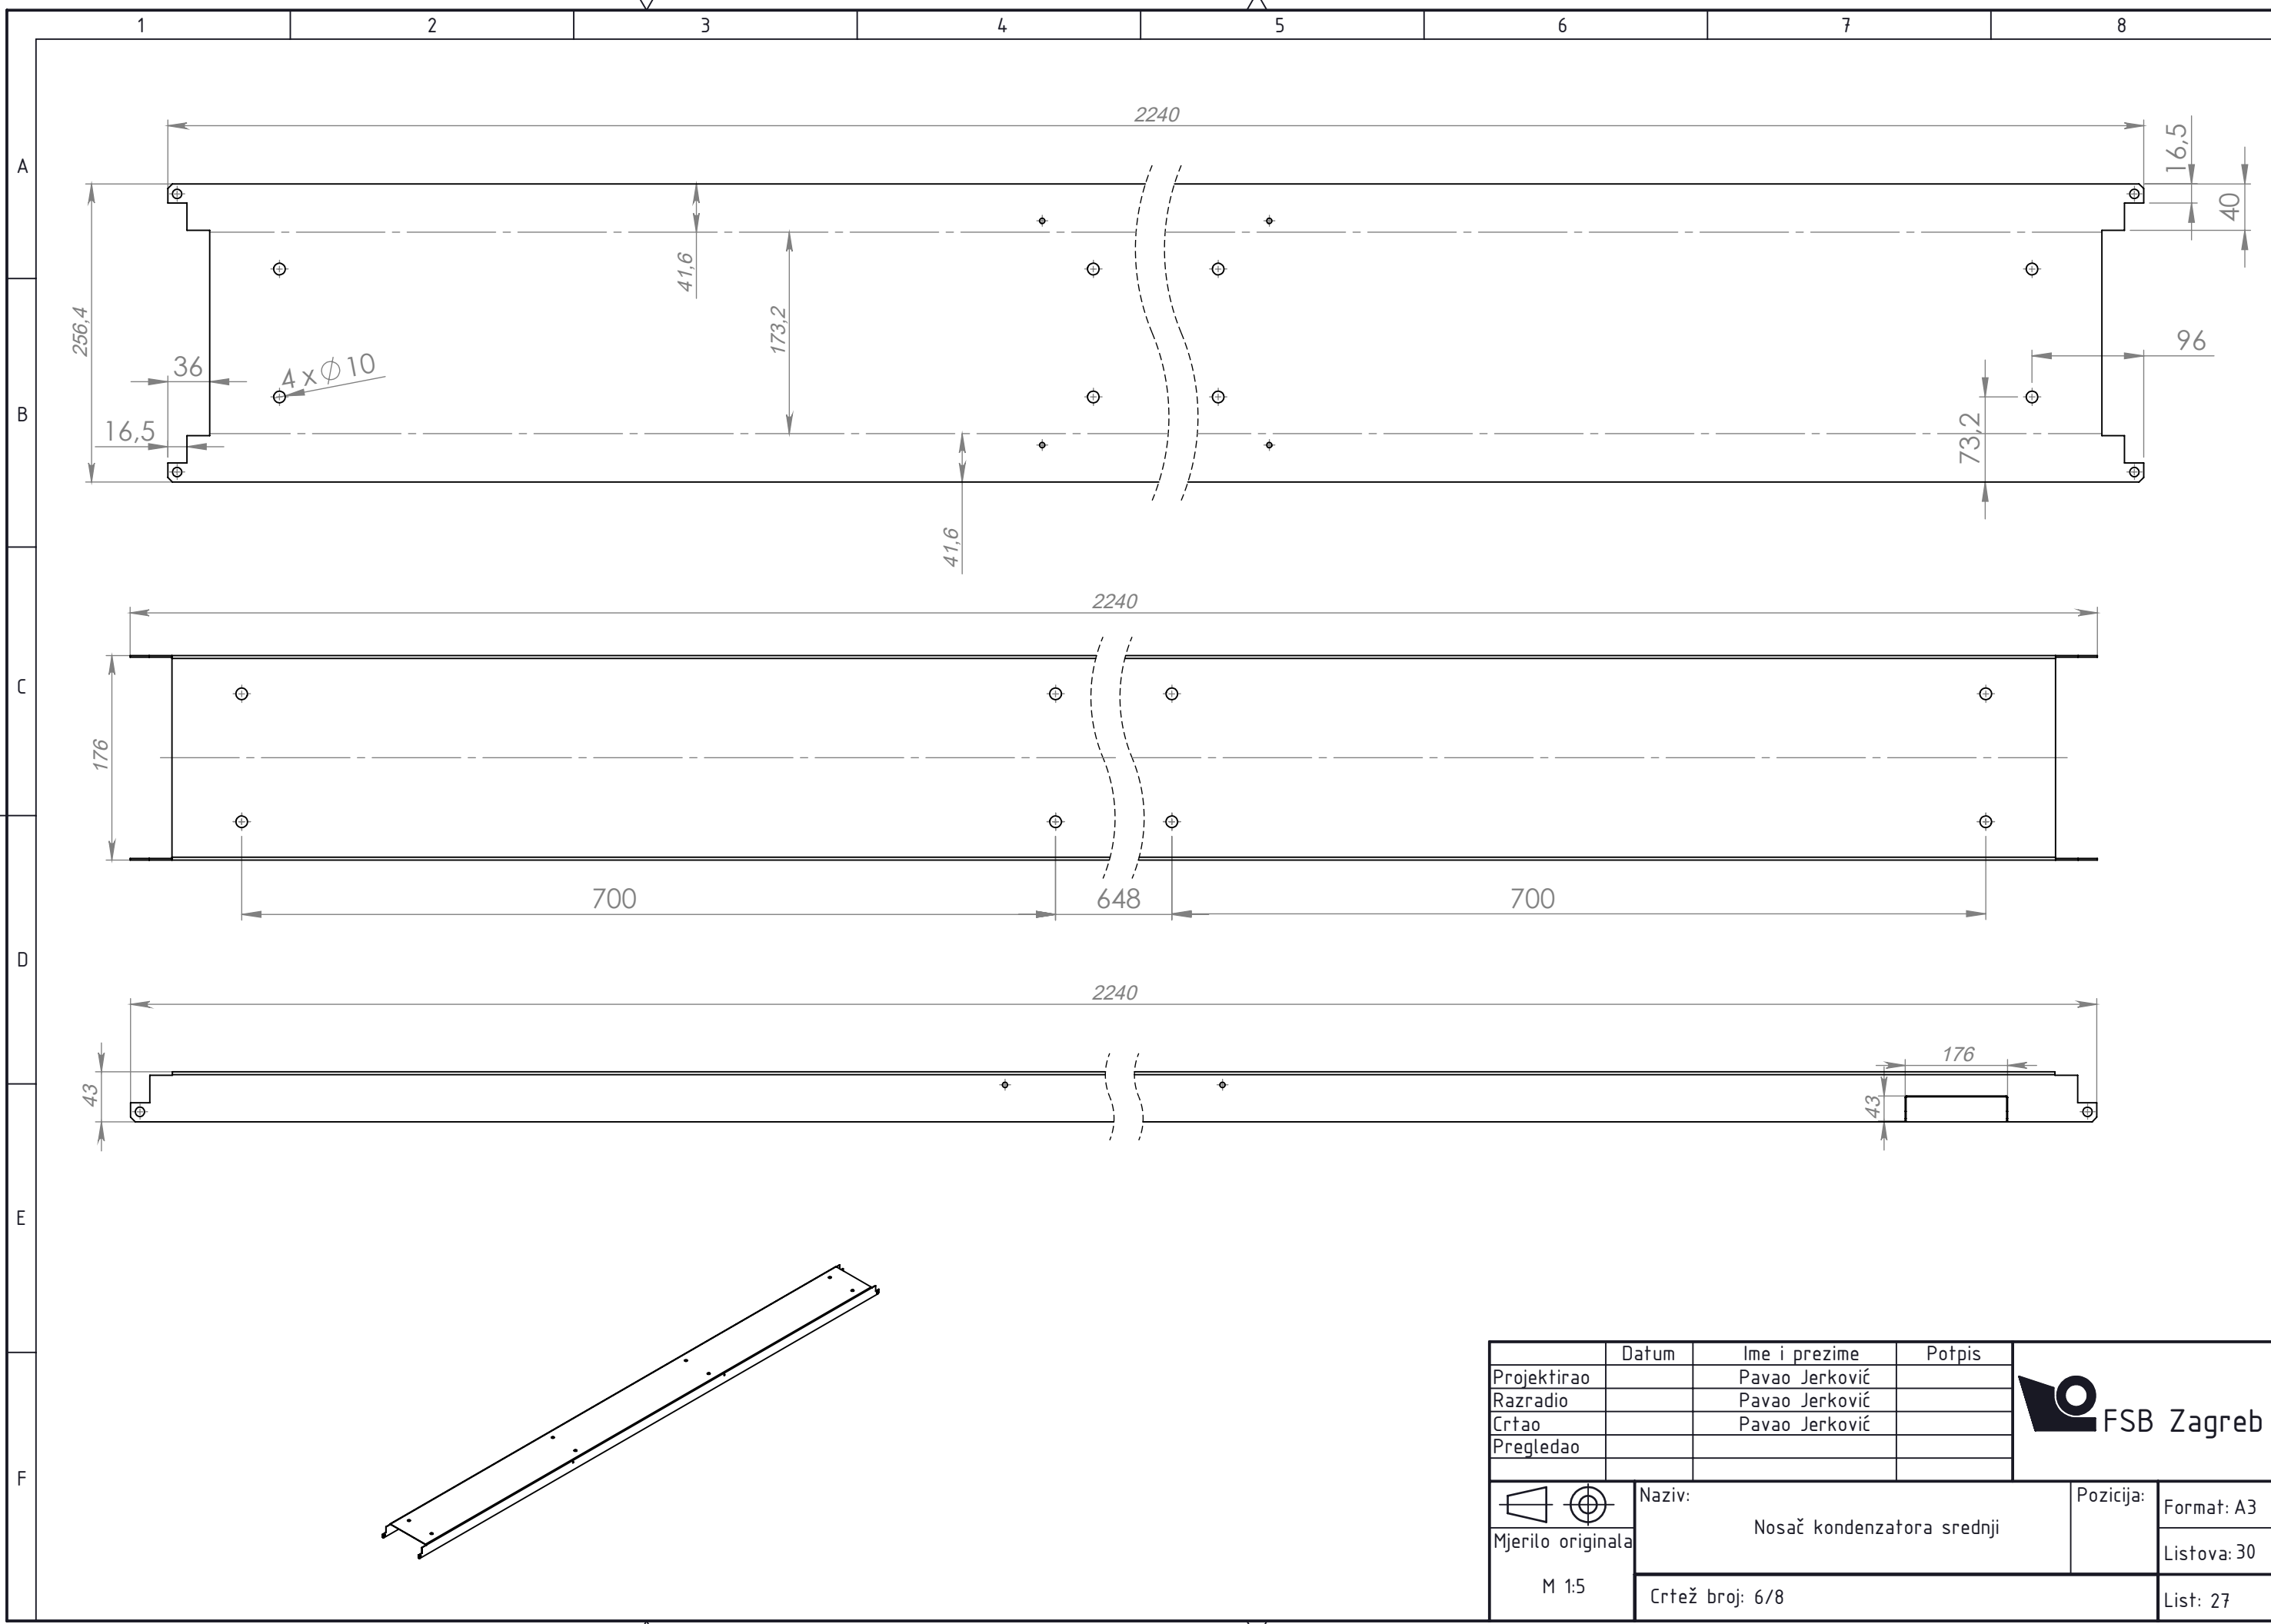 1 2 3 4 5 6 7 8
A
B
C
D
E
F
2240
16,5
40
256,4
41,6
173,2
36
4 x ∅ 10
96
16,5
73,2
41,6
2240
176
700 648 700
2240
43
176
43
Datum Ime i prezime Potpis
Projektirao Pavao Jerković
Razradio Pavao Jerković
Crtao Pavao Jerković
Pregledao
FSB Zagreb
Naziv:
Nosač kondenzatora srednji
Pozicija:
Format: A3
Mjerilo originala
M 1:5
Listova: 30
Crtež broj: 6/8
List: 27